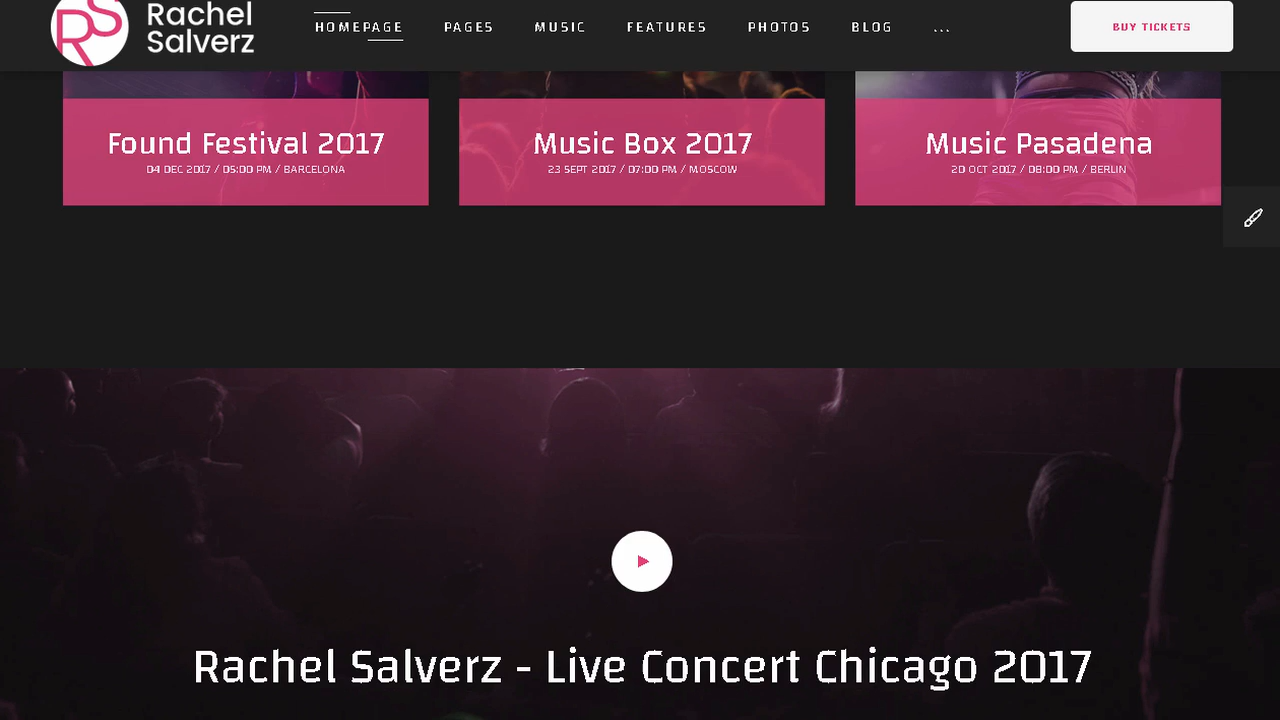 Rachel
Salverz
HOMEPAGE PAGES MUSIC FEATURES PHOTOS BLOG ...
BUY TICKETS
Found Festival 2017
04 DEC 2017 / 05:00 PM / BARCELONA
Music Box 2017
23 SEPT 2017 / 07:00 PM / MOSCOW
Music Pasadena
20 OCT 2017 / 08:00 PM / BERLIN
Rachel Salverz - Live Concert Chicago 2017